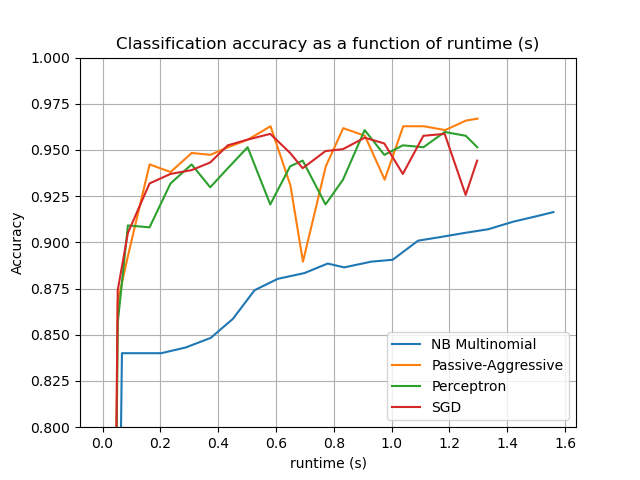 Classification accuracy as a function of runtime (s)
1.000
0.975
0.950
0.925
0.900
0.875
0.850
0.825
0.800
Accuracy
NB Multinomial
Passive-Aggressive
Perceptron
SGD
0.0 0.2 0.4 0.6 0.8 1.0 1.2 1.4 1.6
runtime (s)